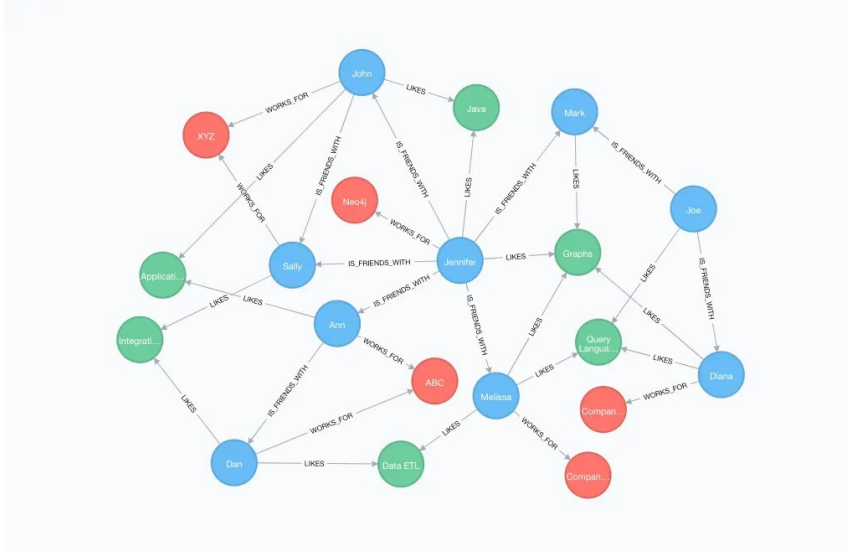 John
LIKES
Java
WORKS_FOR
XYZ
Mark
IS_FRIENDS_WITH
LIKES
IS_FRIENDS_WITH
IS_FRIENDS_WITH
LIKES
IS_FRIENDS_WITH
LIKES
WORKS_FOR
Neo4j
Joe
WORKS_FOR
Sally
IS_FRIENDS_WITH
Jennifer
LIKES
Graphs
Applicati...
LIKES
LIKES
IS_FRIENDS_WITH
LIKES
IS_FRIENDS_WITH
Integrati...
Ann
IS_FRIENDS_WITH
LIKES
LIKES
Query
Langua...
WORKS_FOR
LIKES
LIKES
Diana
ABC
Melissa
WORKS_FOR
Compan...
IS_FRIENDS_WITH
LIKES
WORKS_FOR
LIKES
WORKS_FOR
Dan
LIKES
Data ETL
Compan...